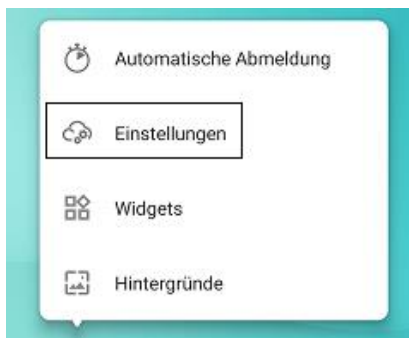 Automatische Abmeldung
Einstellungen
Widgets
Hintergründe